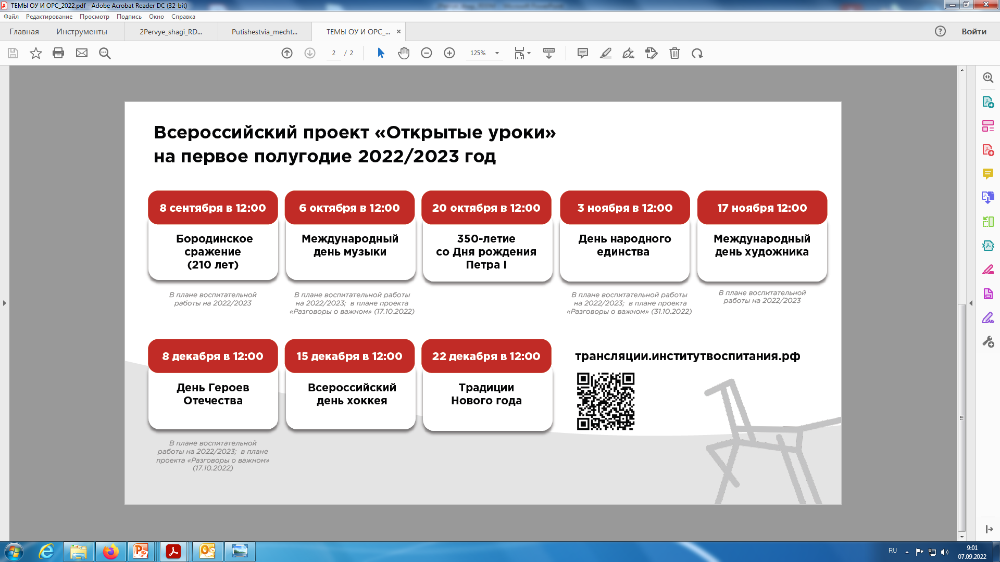 ТЕМЫ ОУ И ОРС_2022.pdf - Adobe Acrobat Reader DC (32-bit)
Файл Редактирование Просмотр Подпись Окно Справка
Главная Инструменты 2Pervye_shagi_RD... Putishestvia_mecht... ТЕМЫ ОУ И ОРС_... Войти
2 / 2 125%
Всероссийский проект «Открытые уроки»
на первое полугодие 2022/2023 год
8 сентября в 12:00
Бородинское
сражение
(210 лет)
В плане воспитательной
работы на 2022/2023
6 октября в 12:00
Международный
день музыки
В плане воспитательной работы
на 2022/2023; в плане проекта
«Разговоры о важном» (17.10.2022)
20 октября в 12:00
350-летие
со Дня рождения
Петра I
3 ноября в 12:00
День народного
единства
В плане воспитательной работы
на 2022/2023; в плане проекта
«Разговоры о важном» (31.10.2022)
17 ноября 12:00
Международный
день художника
В плане воспитательной
работы на 2022/2023
8 декабря в 12:00
День Героев
Отечества
В плане воспитательной
работы на 2022/2023; в плане
проекта «Разговоры о важном»
(17.10.2022)
15 декабря в 12:00
Всероссийский
день хоккея
22 декабря в 12:00
Традиции
Нового года
трансляции.институтвоспитания.рф
RU
9:01
07.09.2022